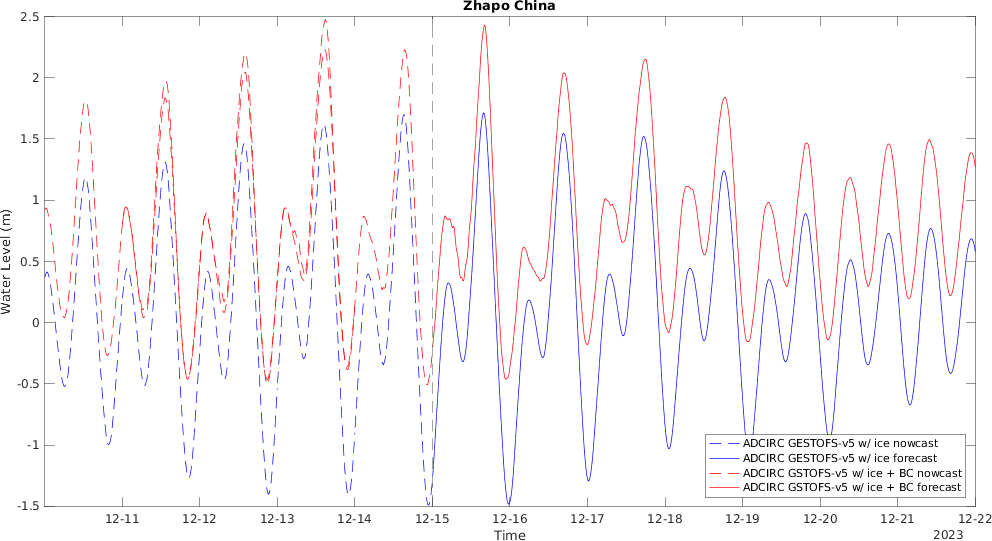 Zhapo China
2.5
2
1.5
1
0.5
0
-0.5
-1
-1.5
Water Level (m)
ADCIRC GESTOFS-v5 w/ ice nowcast
ADCIRC GESTOFS-v5 w/ ice forecast
ADCIRC GSTOFS-v5 w/ ice + BC nowcast
ADCIRC GSTOFS-v5 w/ ice + BC forecast
12-11 12-12 12-13 12-14 12-15 12-16 12-17 12-18 12-19 12-20 12-21 12-22
Time
2023